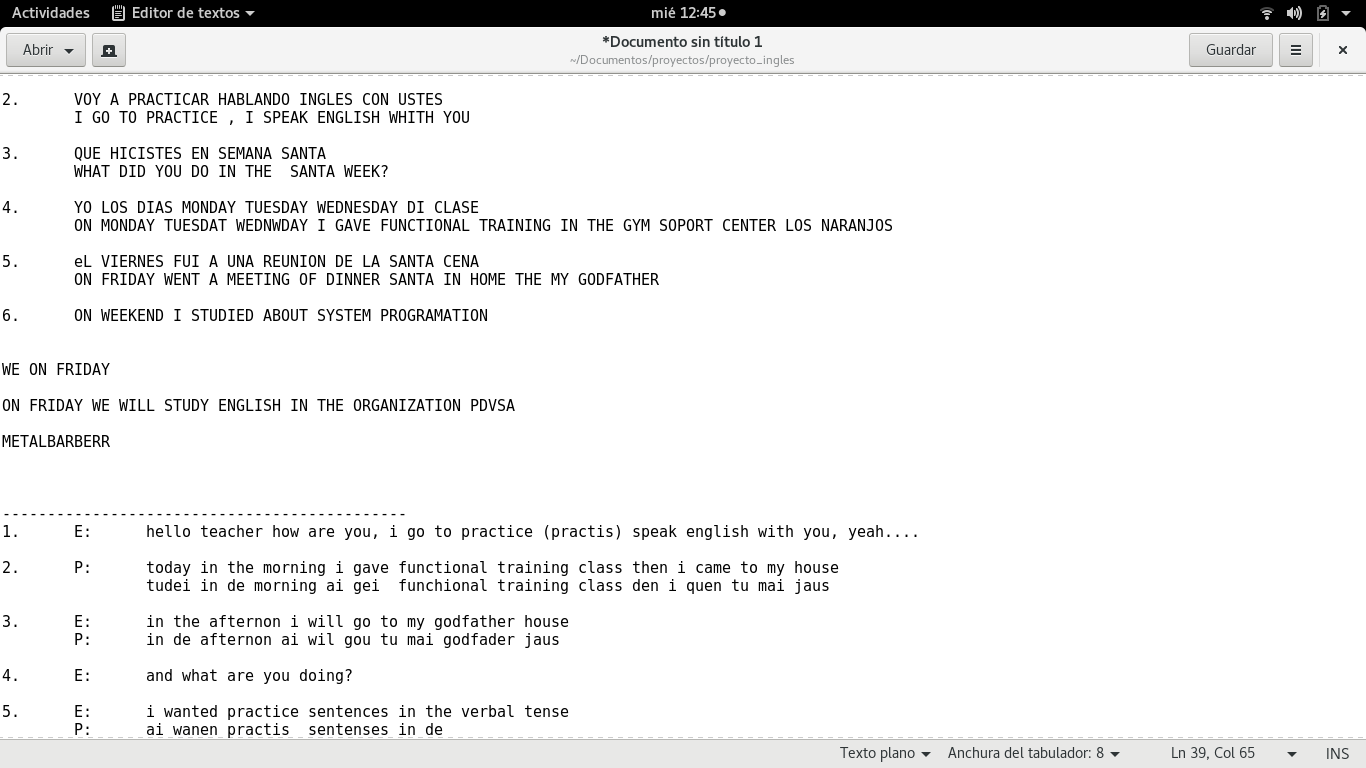 Actividades Editor de textos mié 12:45
Abrir *Documento sin título 1 Guardar
~/Documentos/proyectos/proyecto_ingles
2. VOY A PRACTICAR HABLANDO INGLES CON USTES
I GO TO PRACTICE , I SPEAK ENGLISH WHITH YOU
3. QUE HICISTES EN SEMANA SANTA
WHAT DID YOU DO IN THE  SANTA WEEK?
4. YO LOS DIAS MONDAY TUESDAY WEDNESDAY DI CLASE
ON MONDAY TUESDAT WEDNWDAY I GAVE FUNCTIONAL TRAINING IN THE GYM SOPORT CENTER LOS NARANJOS
5. eL VIERNES FUI A UNA REUNION DE LA SANTA CENA
ON FRIDAY WENT A MEETING OF DINNER SANTA IN HOME THE MY GODFATHER
6. ON WEEKEND I STUDIED ABOUT SYSTEM PROGRAMATION
WE ON FRIDAY
ON FRIDAY WE WILL STUDY ENGLISH IN THE ORGANIZATION PDVSA
METALBARBERR
---------------------------------------------
1. E: hello teacher how are you, i go to practice (practis) speak english with you, yeah....
2. P: today in the morning i gave functional training class then i came to my house
tudei in de morning ai gei  funchional training class den i quen tu mai jaus
3. E: in the afternon i will go to my godfather house
P: in de afternon ai wil gou tu mai godfader jaus
4. E: and what are you doing?
5. E: i wanted practice sentences in the verbal tense
P: ai wanen practis  sentenses in de
Texto plano Anchura del tabulador: 8 Ln 39, Col 65 INS